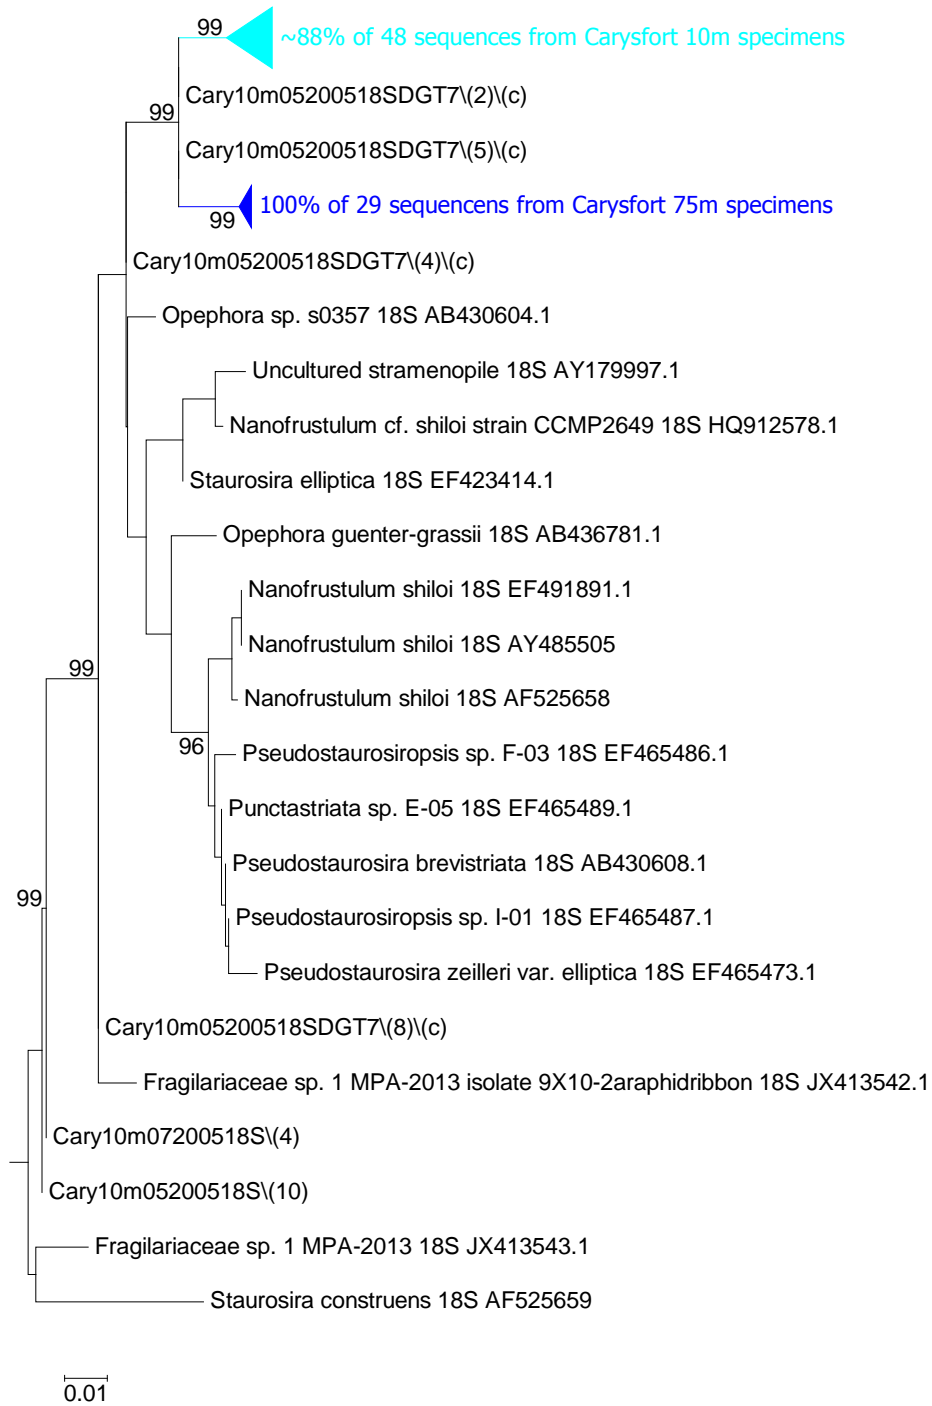 99
~88% of 48 sequences from Carysfort 10m specimens
Cary10m05200518SDGT7\(2)\(c)
99
Cary10m05200518SDGT7\(5)\(c)
100% of 29 sequencens from Carysfort 75m specimens
99
Cary10m05200518SDGT7\(4)\(c)
Opephora sp. s0357 18S AB430604.1
Uncultured stramenopile 18S AY179997.1
Nanofrustulum cf. shiloi strain CCMP2649 18S HQ912578.1
Staurosira elliptica 18S EF423414.1
Opephora guenter-grassii 18S AB436781.1
Nanofrustulum shiloi 18S EF491891.1
Nanofrustulum shiloi 18S AY485505
99
Nanofrustulum shiloi 18S AF525658
96
Pseudostaurosiropsis sp. F-03 18S EF465486.1
Punctastriata sp. E-05 18S EF465489.1
Pseudostaurosira brevistriata 18S AB430608.1
99
Pseudostaurosiropsis sp. I-01 18S EF465487.1
Pseudostaurosira zeilleri var. elliptica 18S EF465473.1
Cary10m05200518SDGT7\(8)\(c)
Fragilariaceae sp. 1 MPA-2013 isolate 9X10-2araphidribbon 18S JX413542.1
Cary10m07200518S\(4)
Cary10m05200518S\(10)
Fragilariaceae sp. 1 MPA-2013 18S JX413543.1
Staurosira construens 18S AF525659
0.01